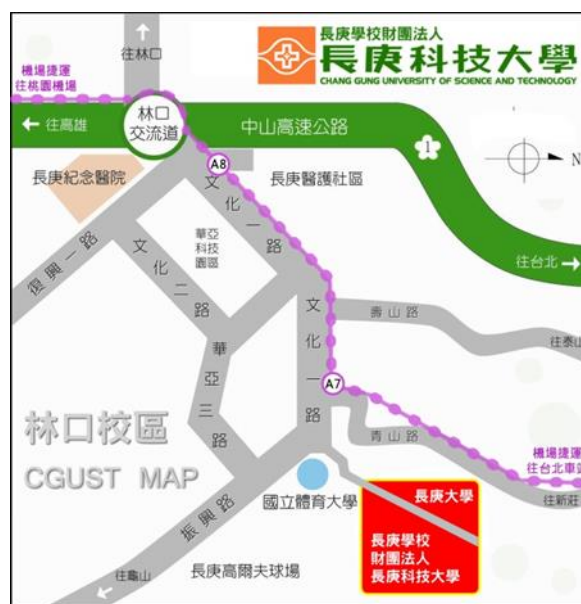 往林口
長庚學校財團法人
長庚科技大學
CHANG GUNG UNIVERSITY OF SCIENCE AND TECHNOLOGY
機場捷運
往桃園機場
往高雄
林口
交流道
中山高速公路
1
N
A8
長庚紀念醫院
長庚醫護社區
文化一路
華亞
科技
園區
復興一路
文化二路
往台北
文化一路
壽山路
往泰山
華亞三路
A7
林口校區
CGUST MAP
青山路
機場捷運
往台北車站
國立體育大學
長庚大學
往新莊
振興路
長庚學校
財團法人
長庚科技大學
往龜山
長庚高爾夫球場